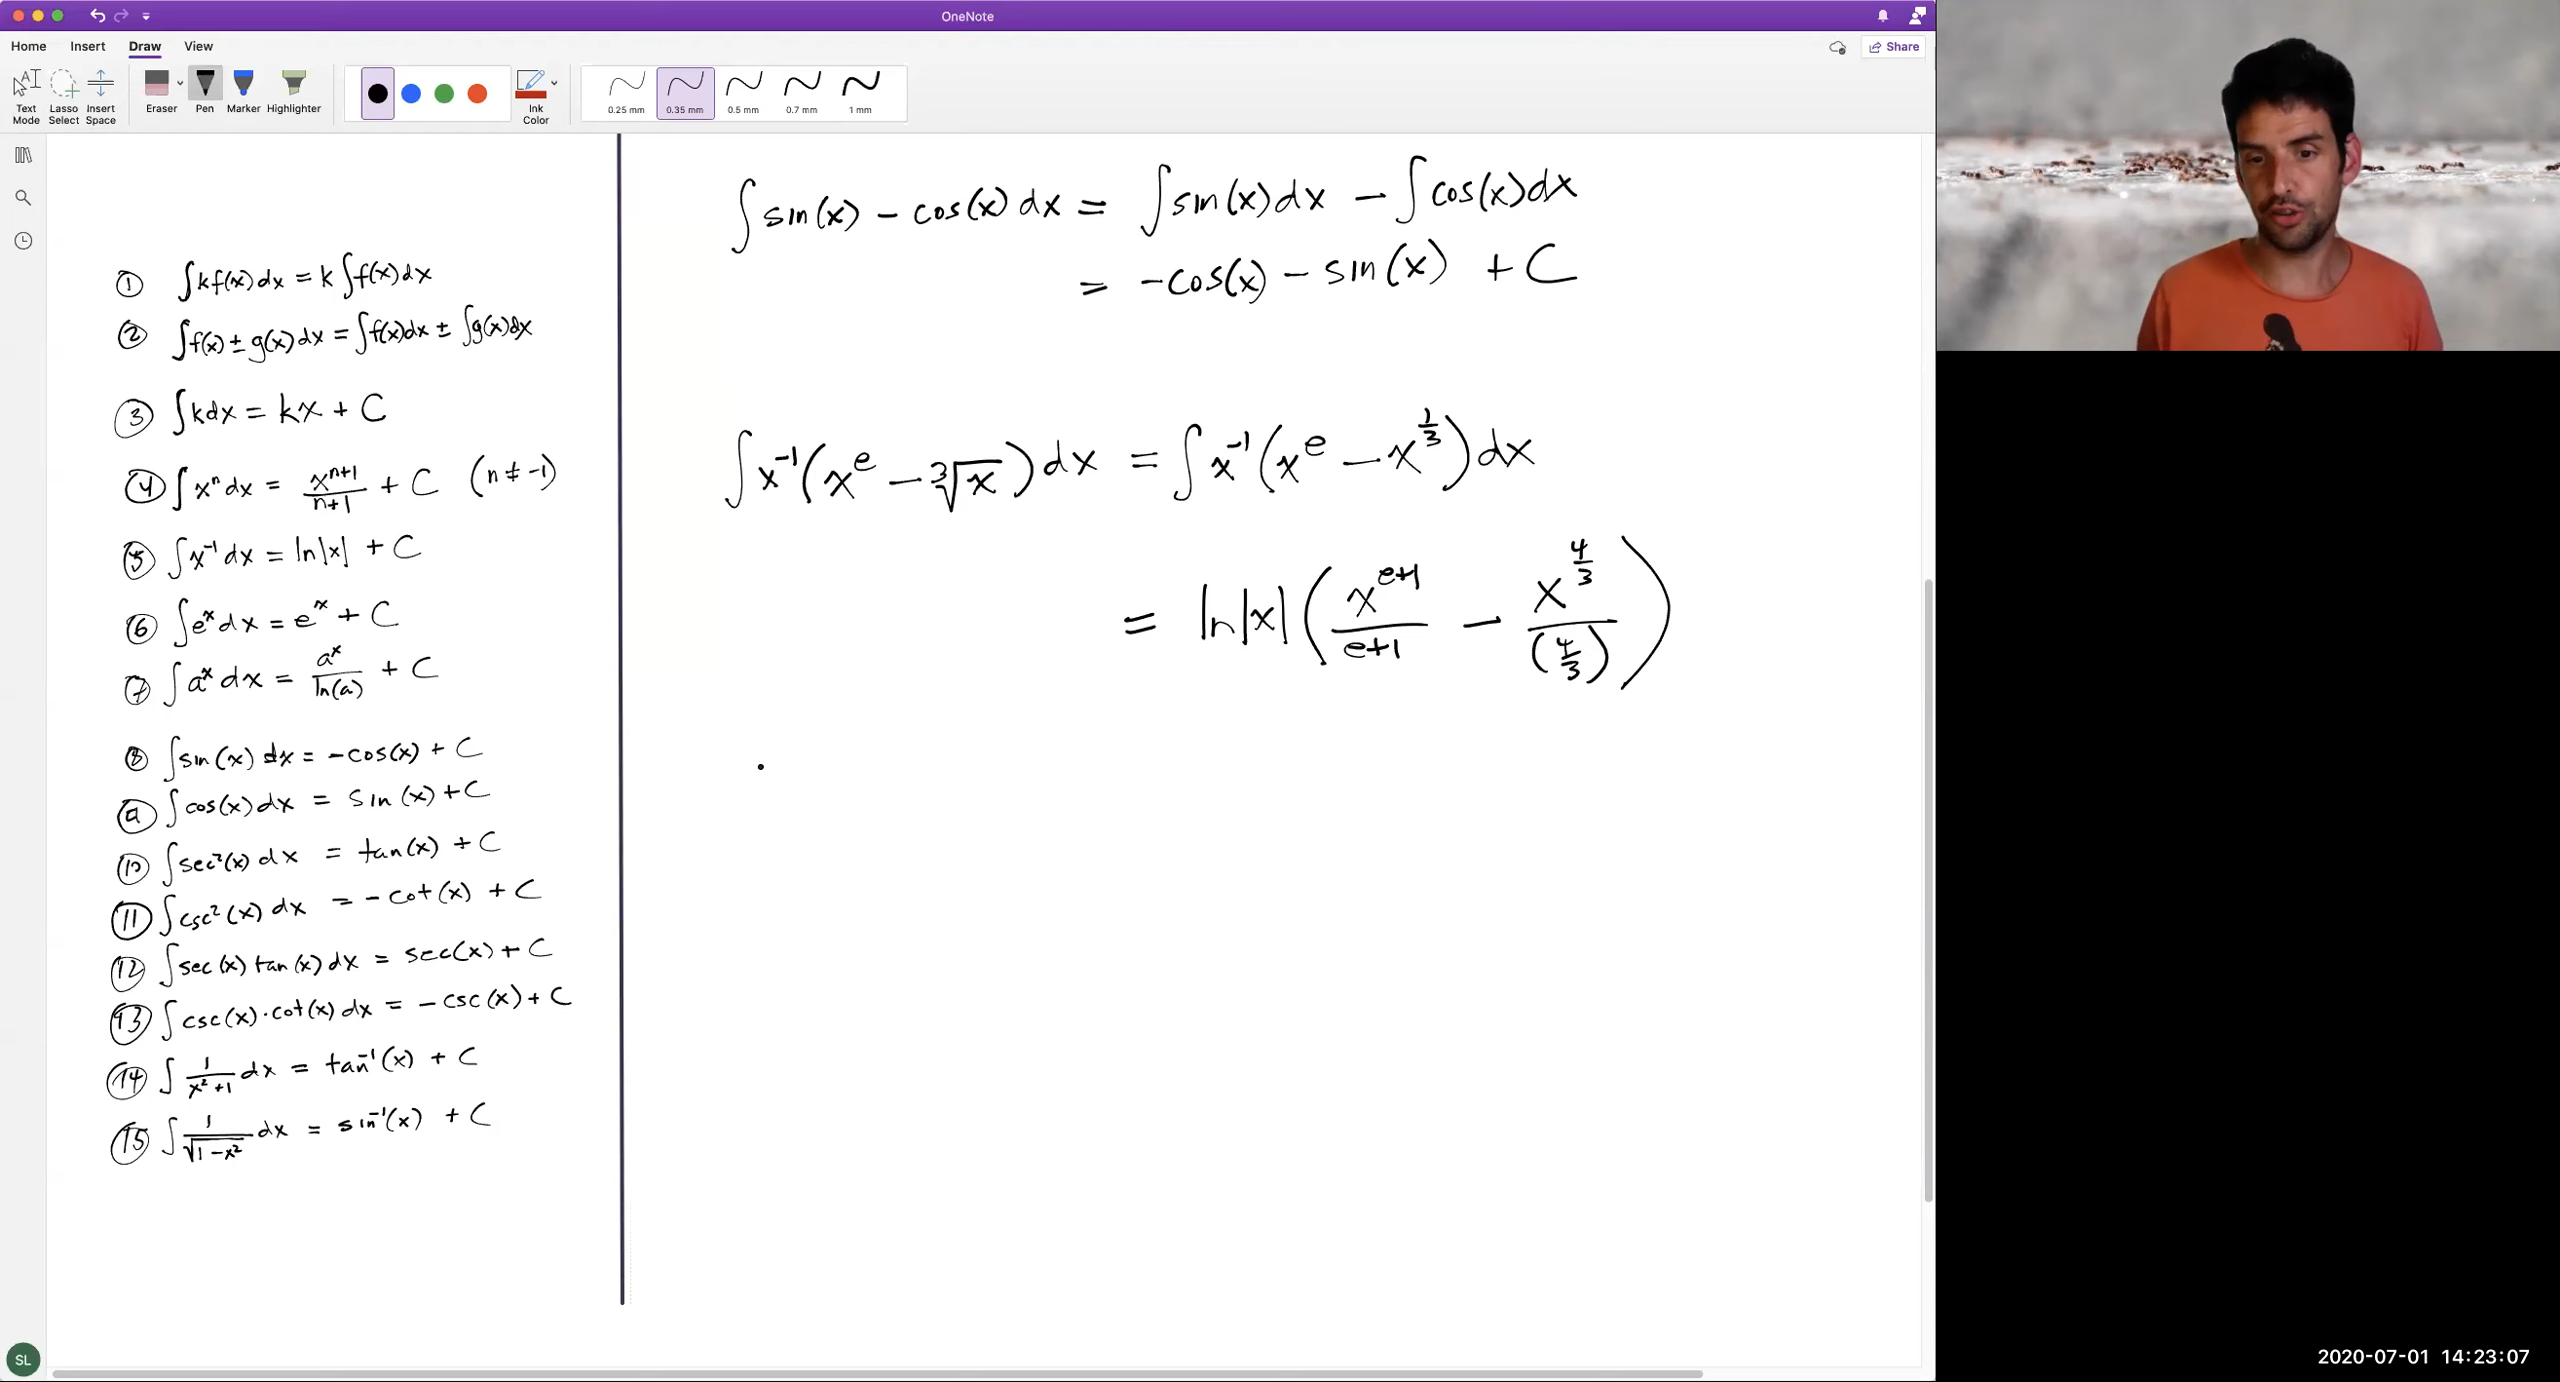 OneNote
Home Insert Draw View
Share
Text Mode
Lasso Select
Insert Space
Eraser
Pen
Marker
Highlighter
Ink Color
0.25 mm
0.35 mm
0.5 mm
0.7 mm
1 mm
① ∫kf(x)dx = k∫f(x)dx
② ∫f(x) ± g(x)dx = ∫f(x)dx ± ∫g(x)dx
③ ∫kdx = kx + C
④ ∫xⁿdx = xⁿ⁺¹/n+1 + C (n ≠ -1)
⑤ ∫x⁻¹dx = ln|x| + C
⑥ ∫eˣdx = eˣ + C
⑦ ∫aˣdx = aˣ/ln(a) + C
⑧ ∫sin(x)dx = -cos(x) + C
⑨ ∫cos(x)dx = sin(x) + C
⑩ ∫sec²(x)dx = tan(x) + C
⑪ ∫csc²(x)dx = -cot(x) + C
⑫ ∫sec(x)tan(x)dx = sec(x) + C
⑬ ∫csc(x)·cot(x)dx = -csc(x) + C
⑭ ∫1/x²+1 dx = tan⁻¹(x) + C
⑮ ∫1/√1-x² dx = sin⁻¹(x) + C
∫sin(x) - cos(x)dx = ∫sin(x)dx - ∫cos(x)dx
= -cos(x) - sin(x) + C
∫x⁻¹(xᵉ - ∛x)dx = ∫x⁻¹(xᵉ - x^(1/3))dx
= ln|x|(x^(e+1)/e+1 - x^(4/3)/(4/3))
SL
2020-07-01 14:23:07